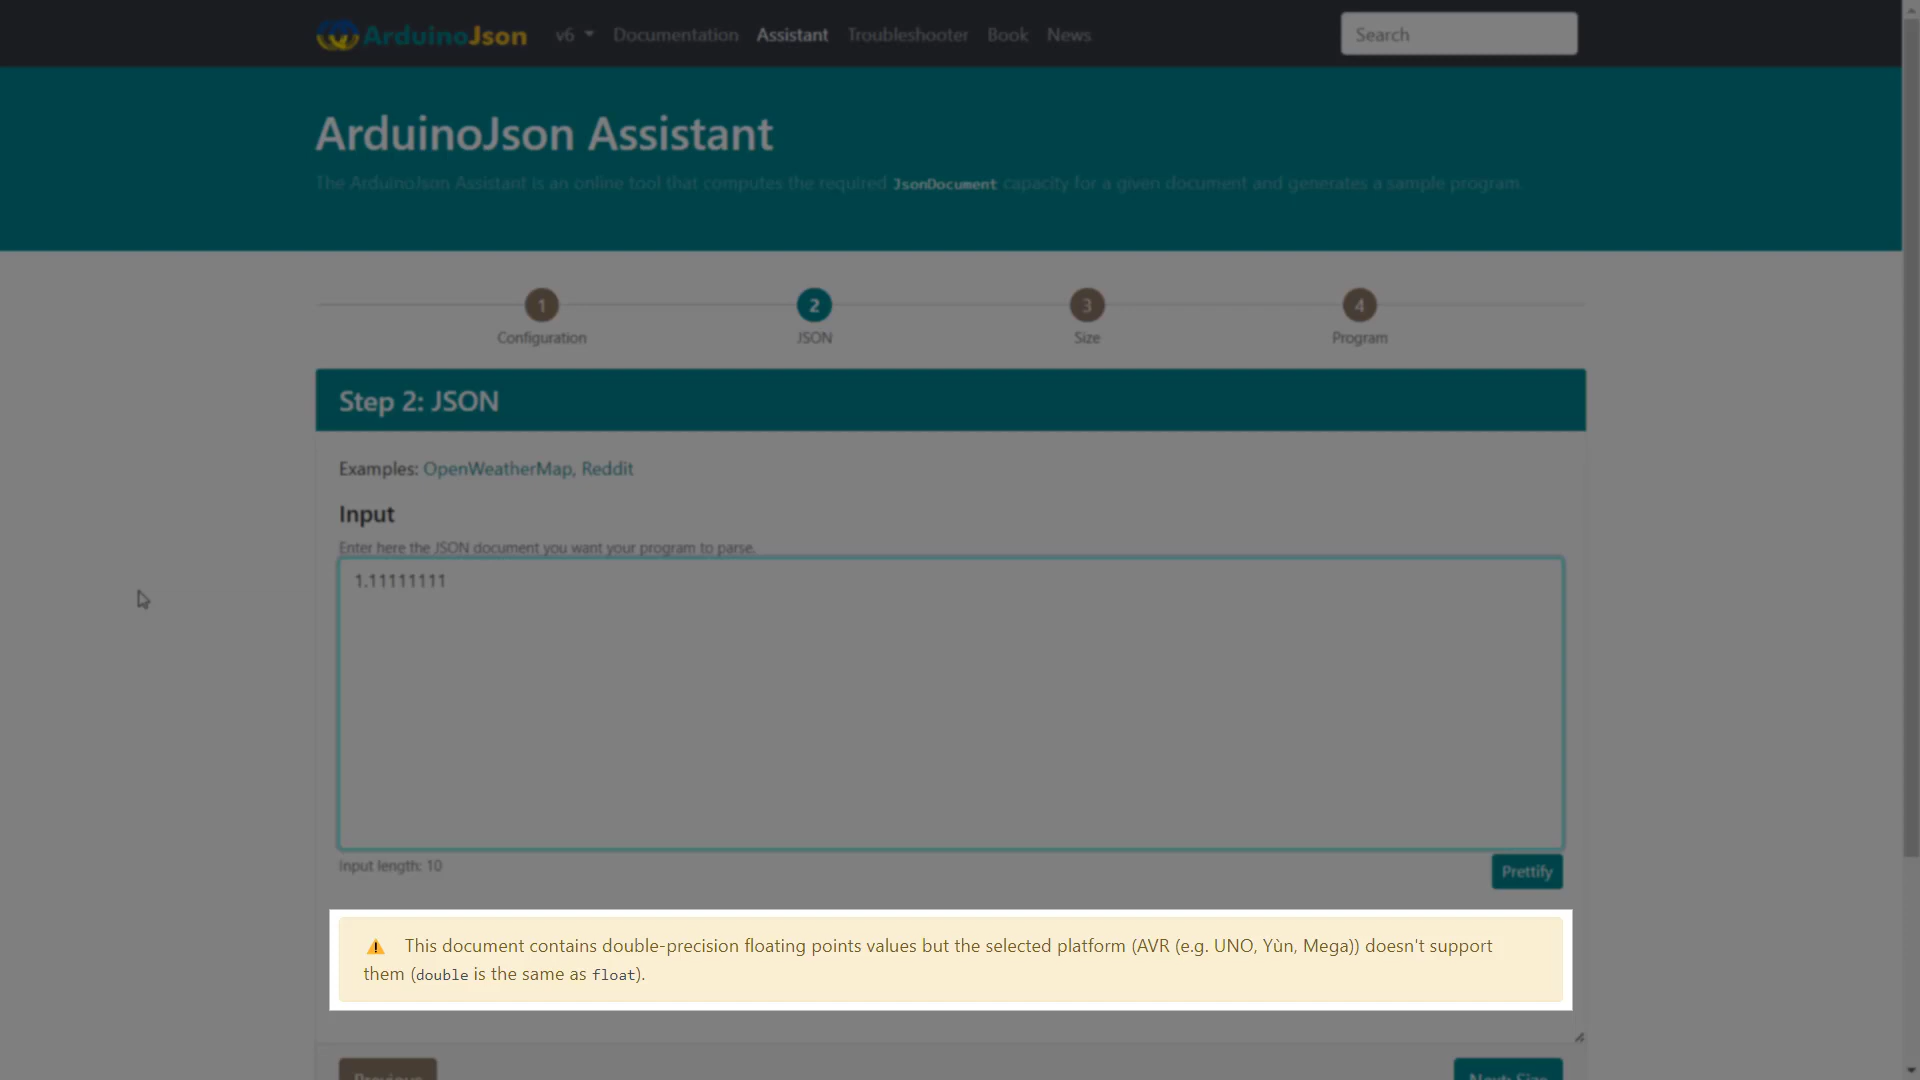 ArduinoJson v6 Documentation Assistant Troubleshooter Book News Search
ArduinoJson Assistant
The ArduinoJson Assistant is an online tool that computes the required JsonDocument capacity for a given document and generates a sample program.
1 2 3 4
Configuration JSON Size Program
Step 2: JSON
Examples: OpenWeatherMap, Reddit
Input
Enter here the JSON document you want your program to parse.
1.11111111
Input length: 10
Prettify
This document contains double-precision floating points values but the selected platform (AVR (e.g. UNO, Yùn, Mega)) doesn't support
them (double is the same as float).
Previous Next: Size